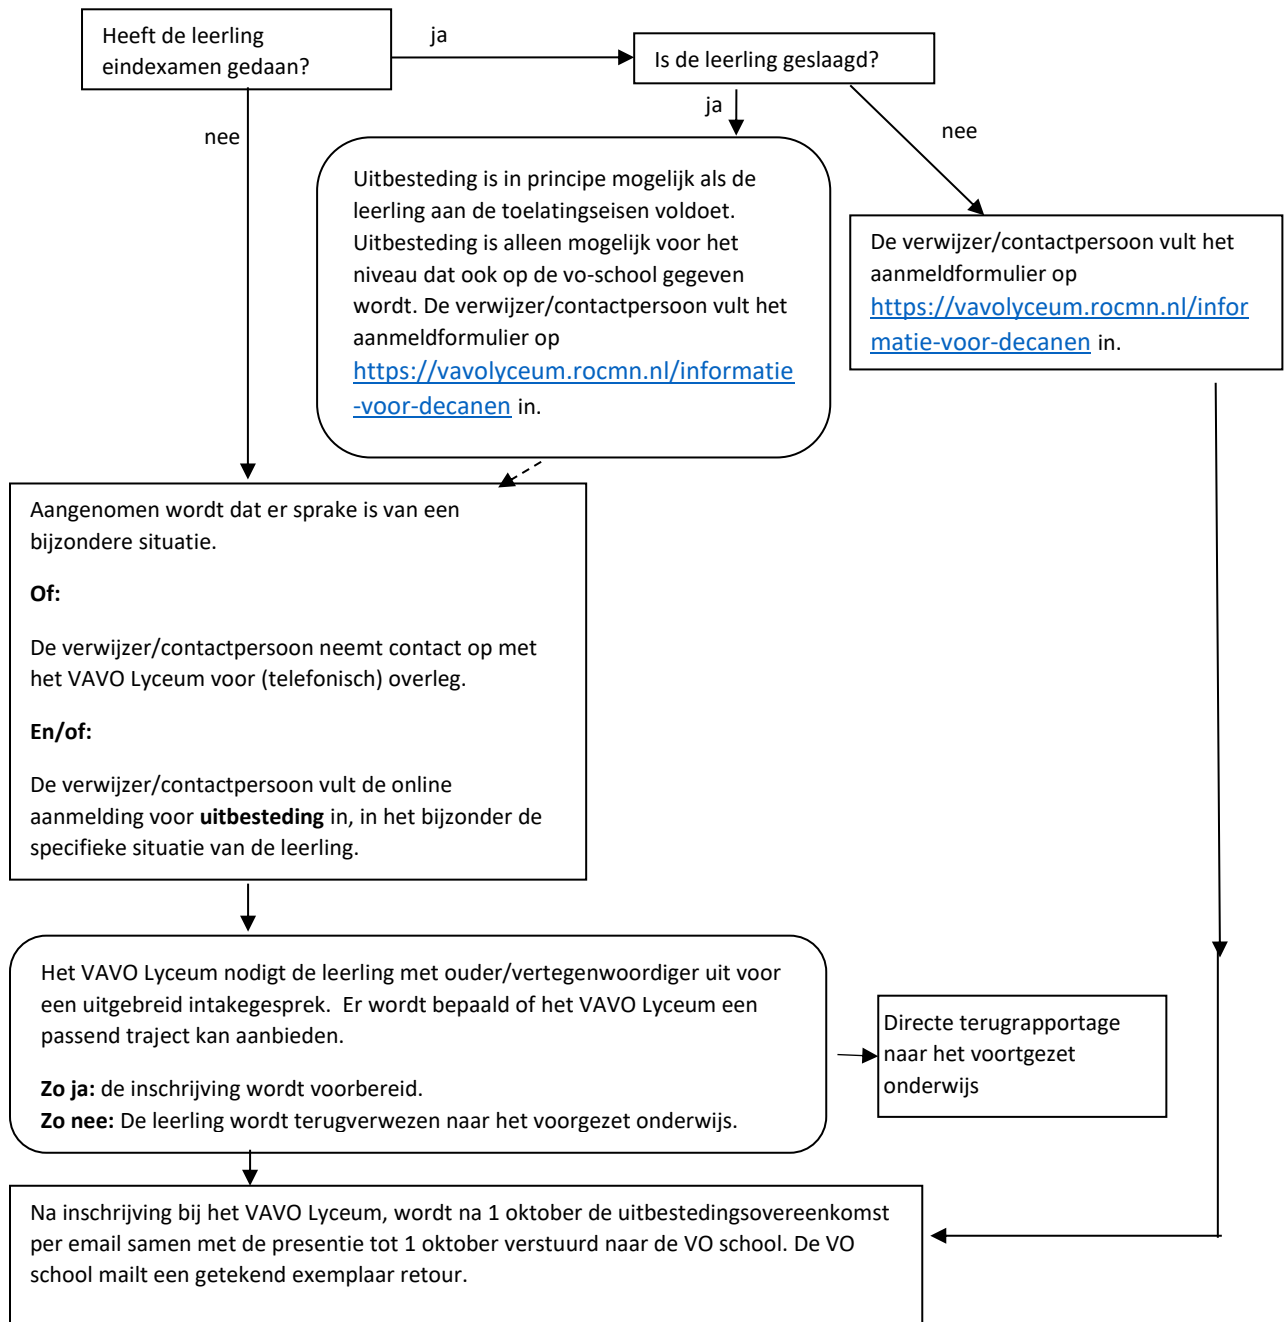 Heeft de leerling
eindexamen gedaan?
ja
Is de leerling geslaagd?
ja
nee
nee
Uitbesteding is in principe mogelijk als de
leerling aan de toelatingseisen voldoet.
Uitbesteding is alleen mogelijk voor het
niveau dat ook op de vo-school gegeven
wordt. De verwijzer/contactpersoon vult het
aanmeldformulier op
https://vavolyceum.rocmn.nl/informatie
-voor-decanen in.
De verwijzer/contactpersoon vult het
aanmeldformulier op
https://vavolyceum.rocmn.nl/infor
matie-voor-decanen in.
Aangenomen wordt dat er sprake is van een
bijzondere situatie.
Of:
De verwijzer/contactpersoon neemt contact op met
het VAVO Lyceum voor (telefonisch) overleg.
En/of:
De verwijzer/contactpersoon vult de online
aanmelding voor uitbesteding in, in het bijzonder de
specifieke situatie van de leerling.
Het VAVO Lyceum nodigt de leerling met ouder/vertegenwoordiger uit voor
een uitgebreid intakegesprek.  Er wordt bepaald of het VAVO Lyceum een
passend traject kan aanbieden.
Zo ja: de inschrijving wordt voorbereid.
Zo nee: De leerling wordt terugverwezen naar het voorgezet onderwijs.
Directe terugrapportage
naar het voortgezet
onderwijs
Na inschrijving bij het VAVO Lyceum, wordt na 1 oktober de uitbestedingsovereenkomst
per email samen met de presentie tot 1 oktober verstuurd naar de VO school. De VO
school mailt een getekend exemplaar retour.